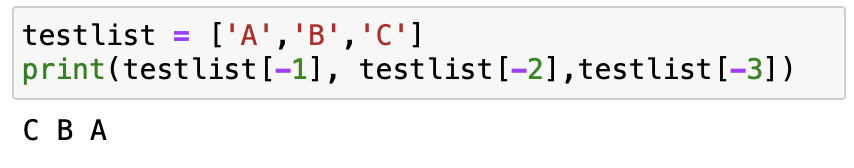 testlist = ['A','B','C']
print(testlist[-1], testlist[-2],testlist[-3])
C B A